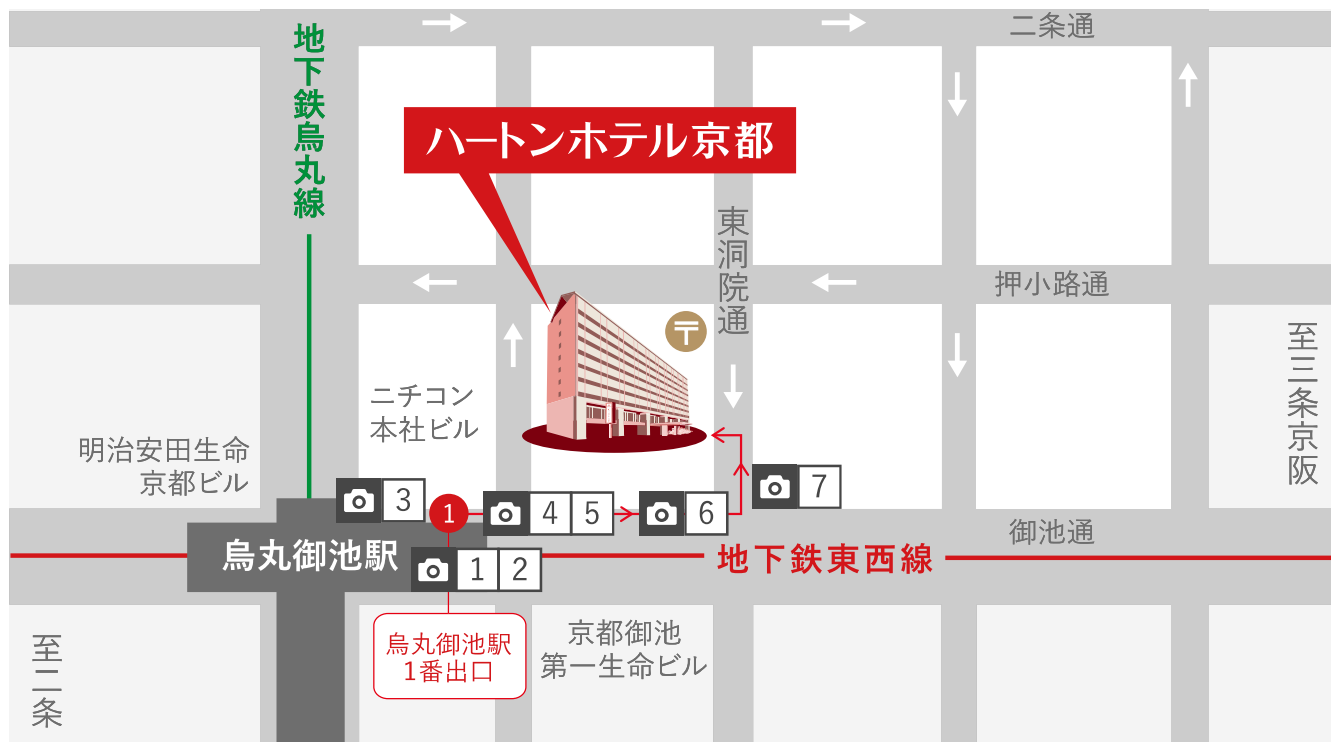 二条通
地下鉄烏丸線
ハートンホテル京都
東洞院通
押小路通
〒
至三条京阪
ニチコン
本社ビル
明治安田生命
京都ビル
3
1
4 5
6
7
御池通
烏丸御池駅
1 2
地下鉄東西線
烏丸御池駅
1番出口
京都御池
第一生命ビル
至二条